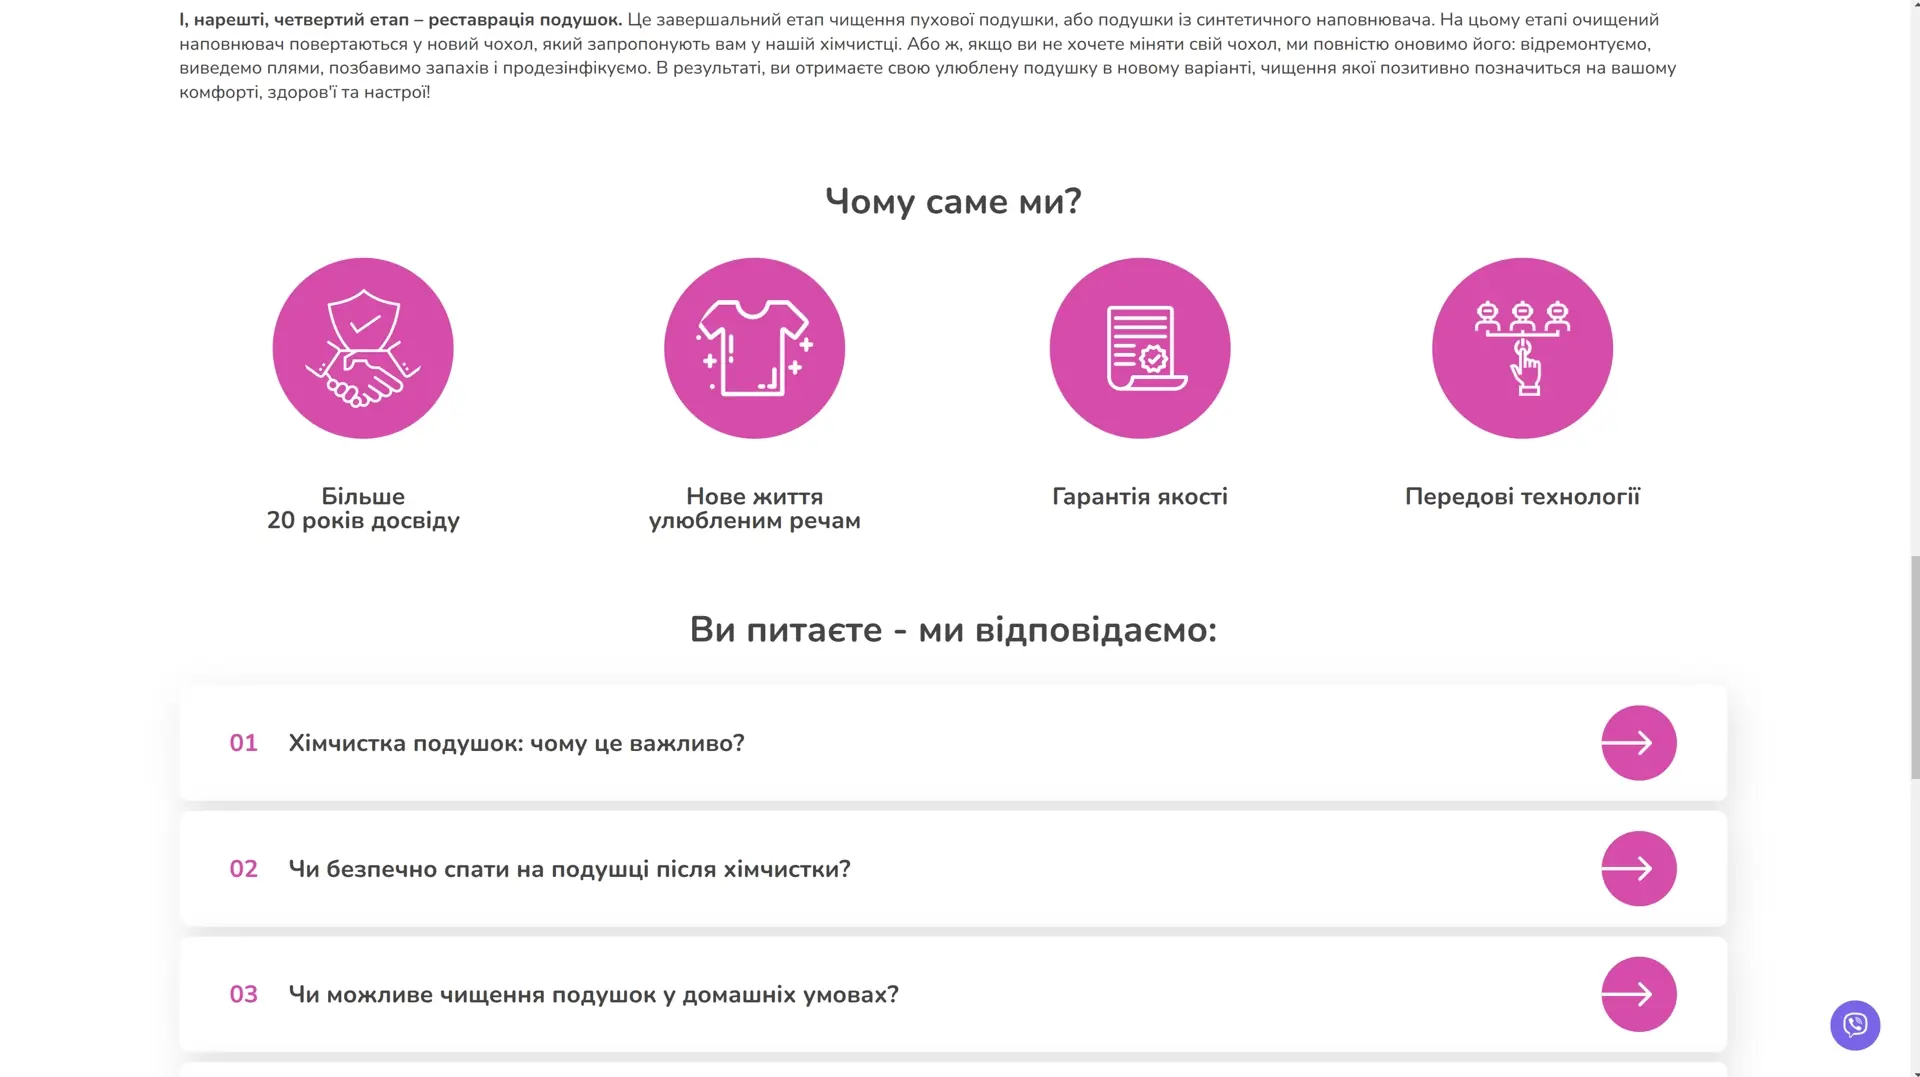 І, нарешті, четвертий етап – реставрація подушок. Це завершальний етап чищення пухової подушки, або подушки із синтетичного наповнювача. На цьому етапі очищений
наповнювач повертаються у новий чохол, який запропонують вам у нашій хімчистці. Або ж, якщо ви не хочете міняти свій чохол, ми повністю оновимо його: відремонтуємо,
виведемо плями, позбавимо запахів і продезінфікуємо. В результаті, ви отримаєте свою улюблену подушку в новому варіанті, чищення якої позитивно позначиться на вашому
комфорті, здоров'ї та настрої!
Чому саме ми?
Більше
20 років досвіду
Нове життя
улюбленим речам
Гарантія якості
Передові технології
Ви питаєте - ми відповідаємо:
01 Хімчистка подушок: чому це важливо?
02 Чи безпечно спати на подушці після хімчистки?
03 Чи можливе чищення подушок у домашніх умовах?